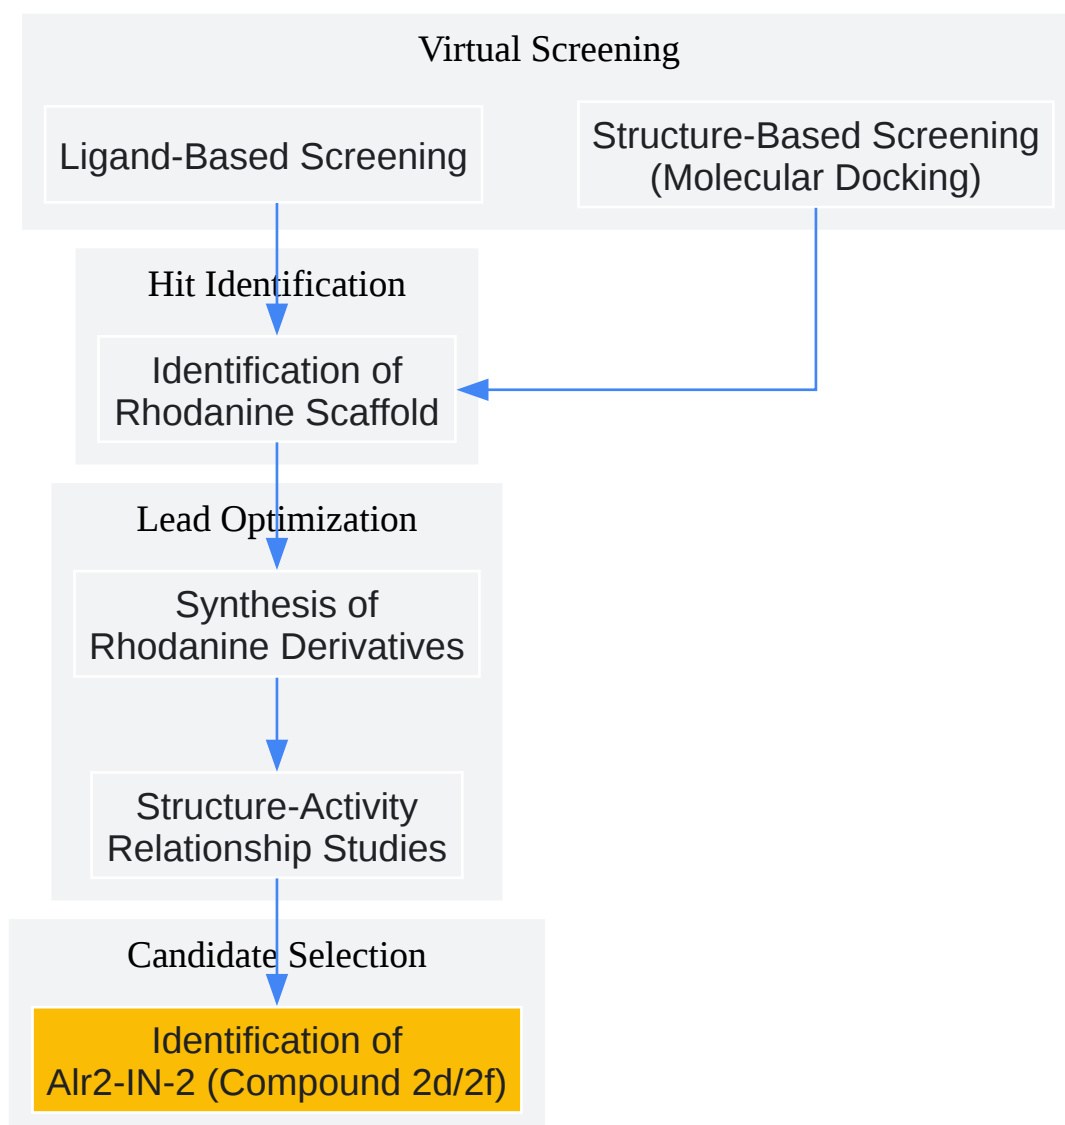 Virtual Screening
Ligand-Based Screening
Structure-Based Screening
(Molecular Docking)
Hit Identification
Identification of
Rhodanine Scaffold
Lead Optimization
Synthesis of
Rhodanine Derivatives
Structure-Activity
Relationship Studies
Candidate Selection
Identification of
Alr2-IN-2 (Compound 2d/2f)